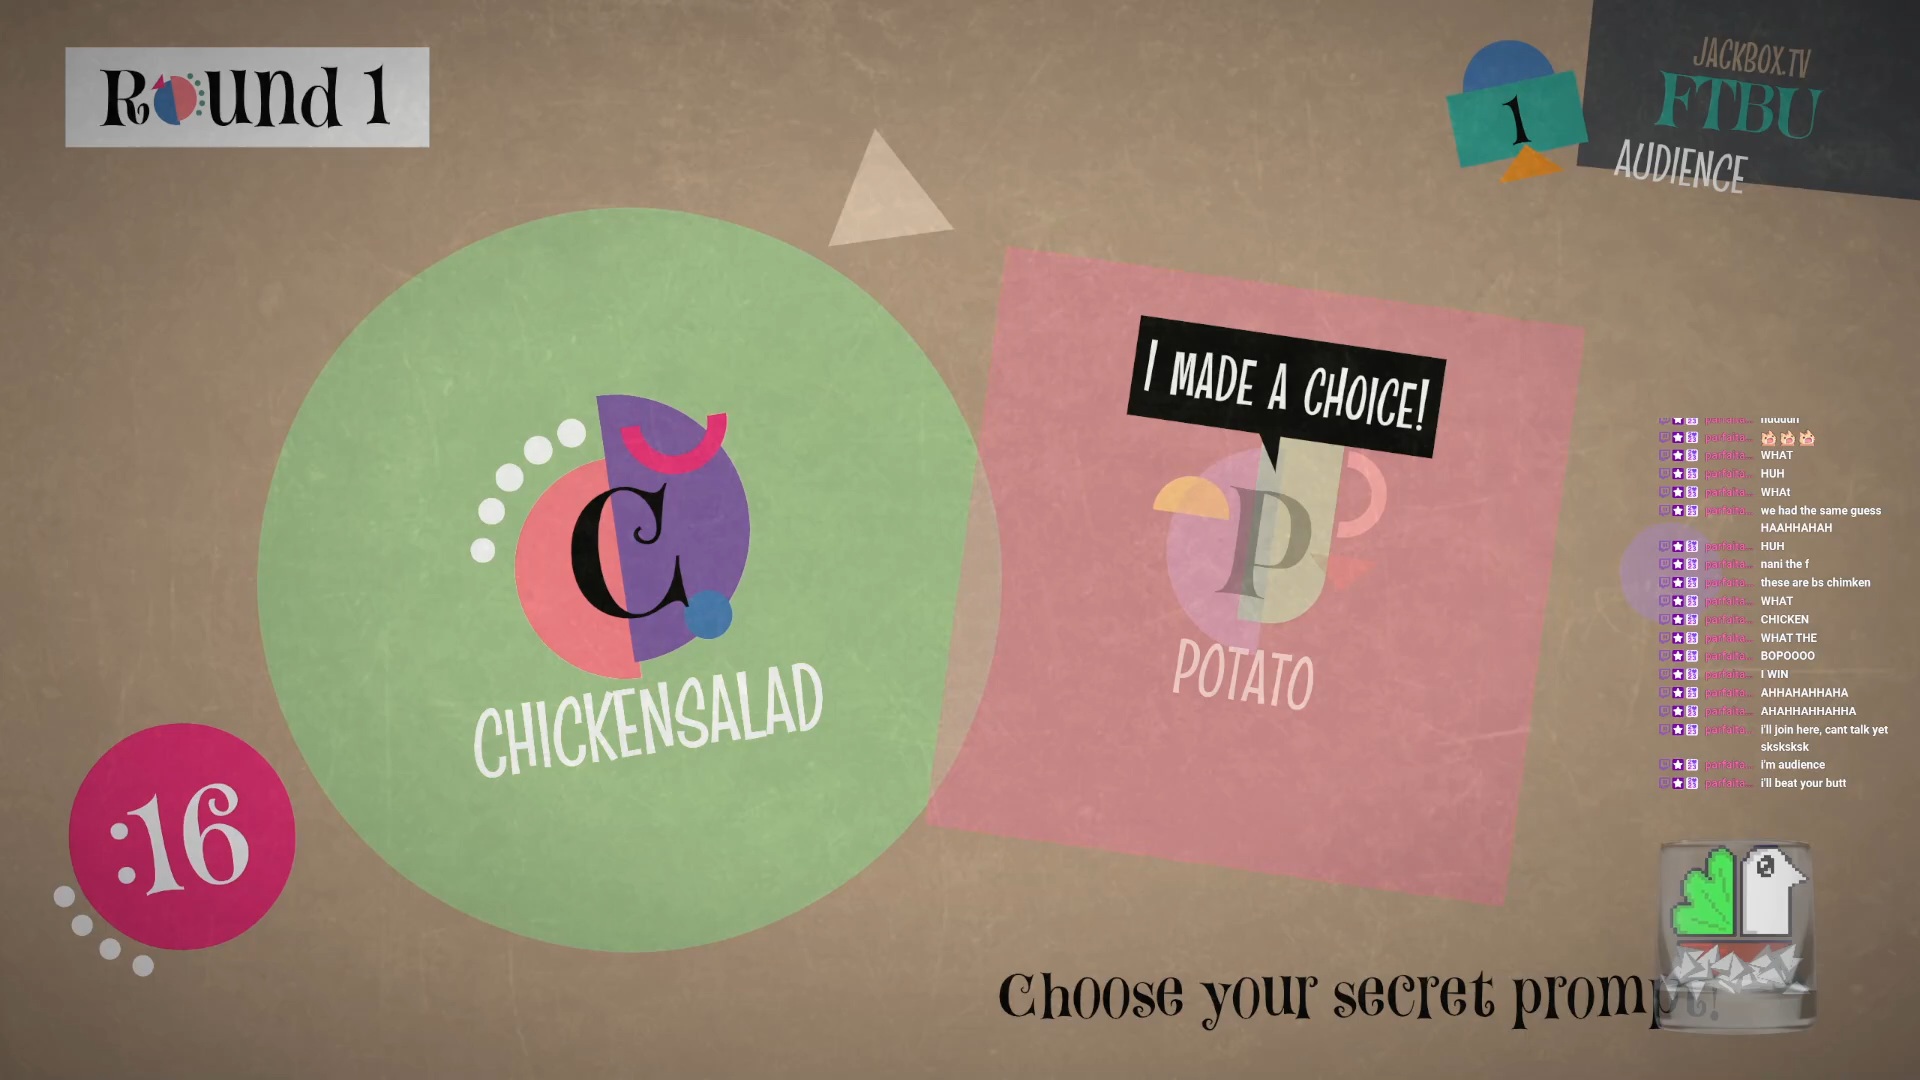 Round 1
JACKBOX.TV
FTBU
1
AUDIENCE
I MADE A CHOICE!
C
P
CHICKENSALAD
POTATO
:16
WHAT
HUH
WHAt
we had the same guess
HAAHHAHAH
HUH
nani the f
these are bs chimken
WHAT
CHICKEN
WHAT THE
BOPOOOO
I WIN
AHHAHAHHAHA
AHAHHAHHAHHA
i'll join here, cant talk yet
sksksksk
i'm audience
i'll beat your butt
Choose your secret prompt!